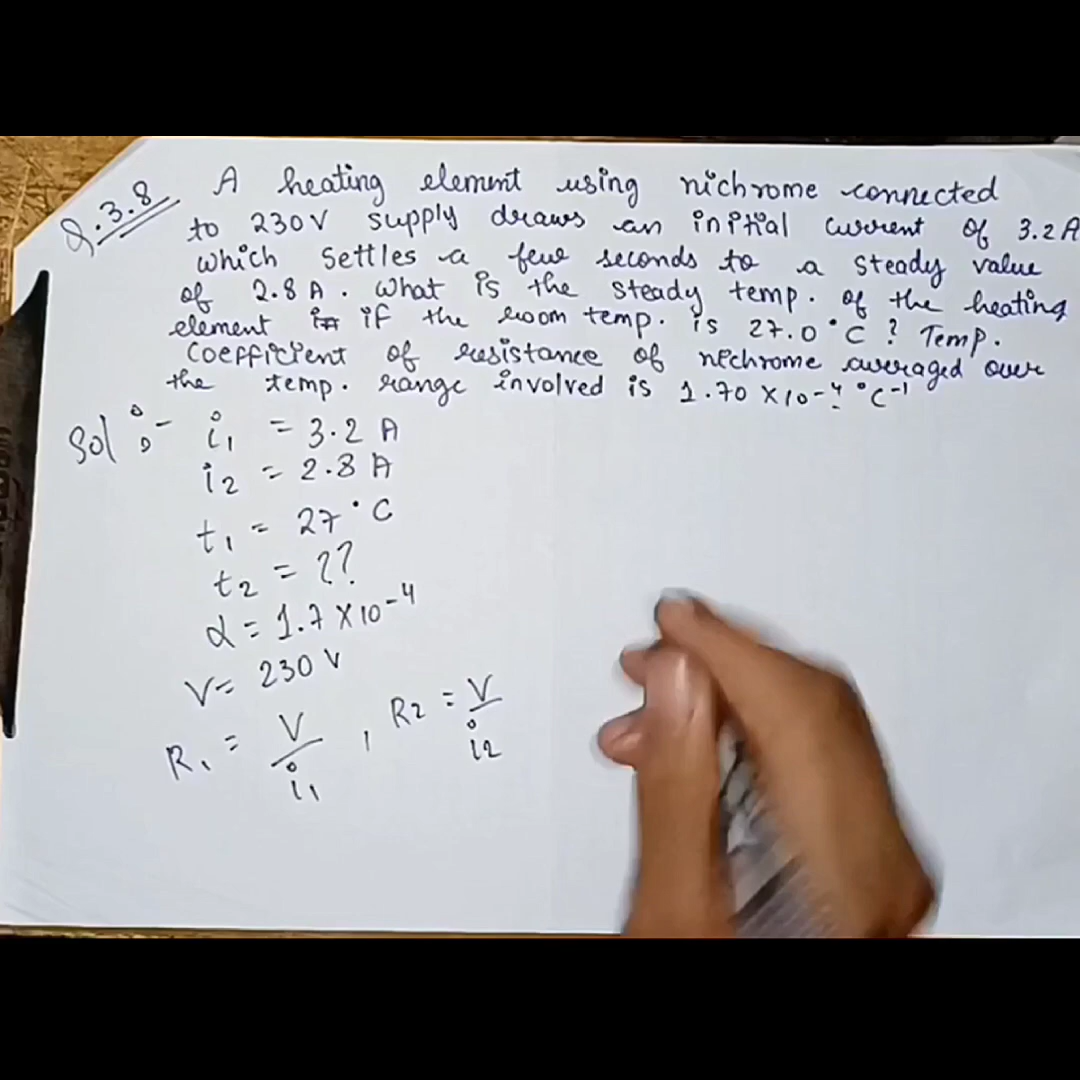 Q.3.8 A heating element using nichrome connected
to 230V supply draws an initial current of 3.2A
which settles a few seconds to a steady value
of 2.8 A. What is the steady temp. of the heating
element in if the room temp. is 27.0 °C ? Temp.
Coefficient of resistance of nichrome averaged over
the temp. range involved is 1.70 × 10-4 °C-1
Sol :- i1 = 3.2 A
i2 = 2.8 A
t1 = 27 °C
t2 = ??
α = 1.7 × 10-4
V = 230 V
R1 = V/i1 , R2 = V/i2